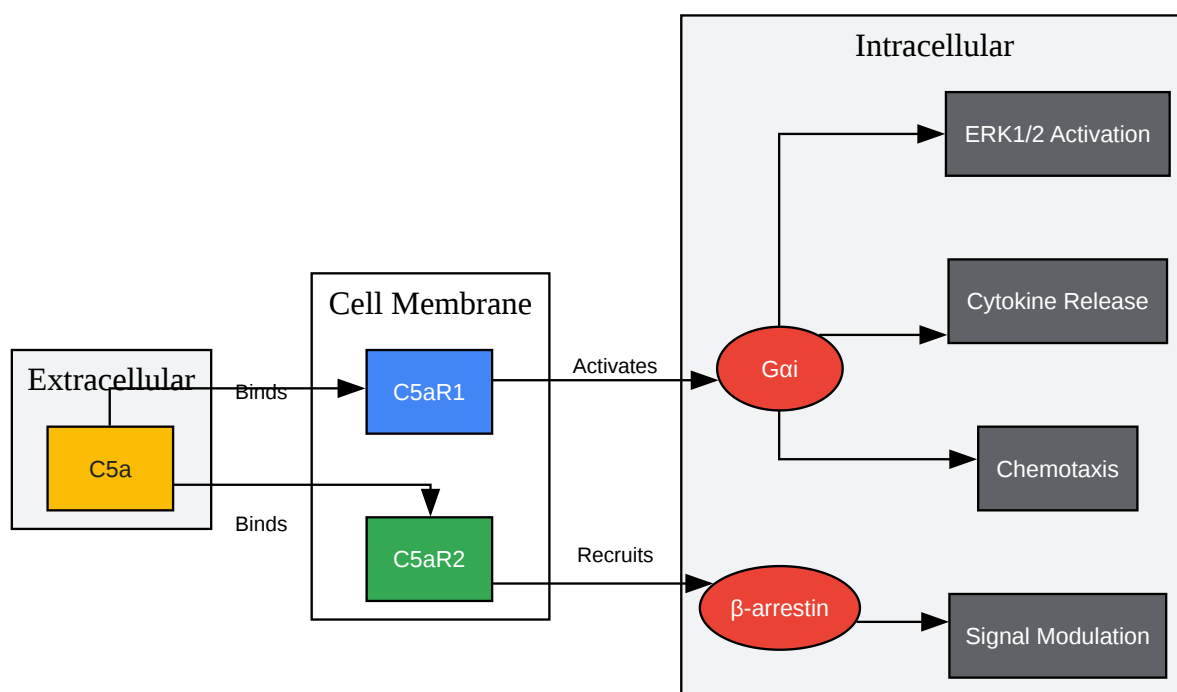 Intracellular
ERK1/2 Activation
Cytokine Release
Cell Membrane
Extracellular
Binds
C5aR1
Activates
Gαi
C5a
Chemotaxis
Binds
C5aR2
Recruits
β-arrestin
Signal Modulation